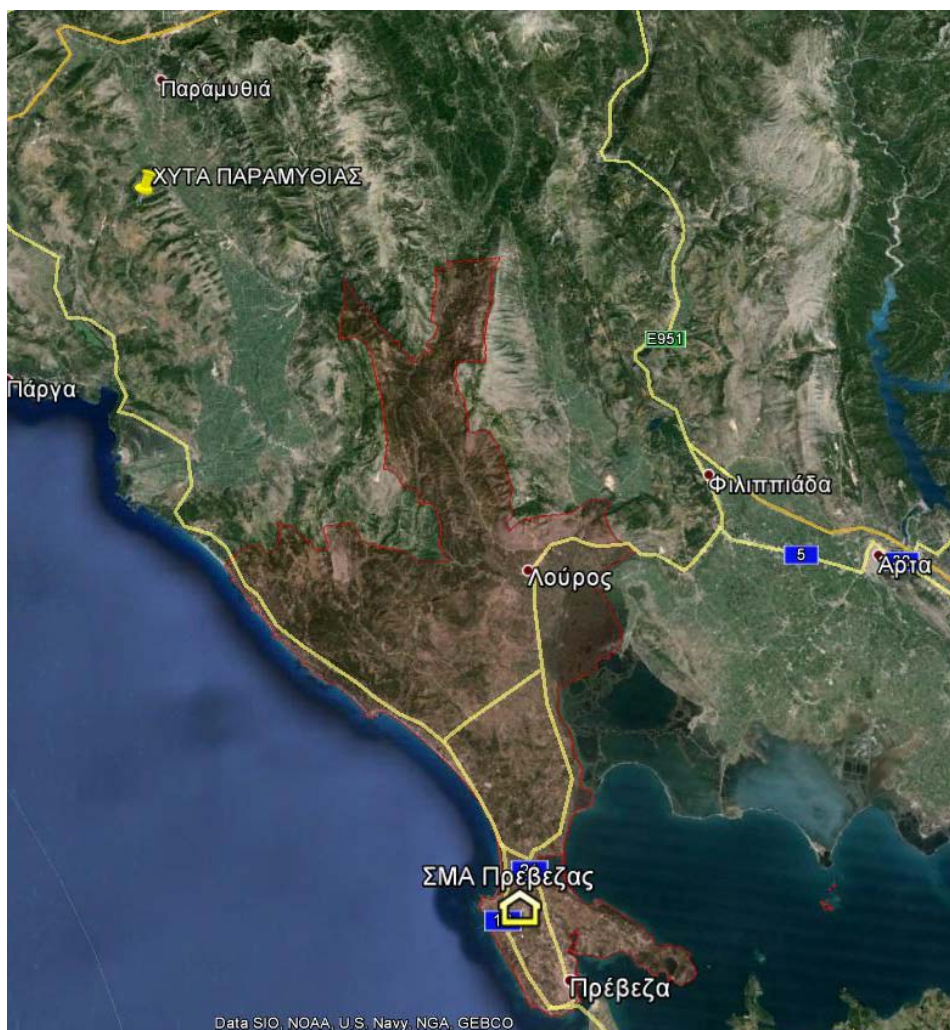 Παραμυθιά
ΧΥΤΑ ΠΑΡΑΜΥΘΙΑΣ
E951
Πάργα
Φιλιππιάδα
5
Άρτα
Λούρος
ΣΜΑ Πρέβεζας
Πρέβεζα
Data SIO, NOAA, U.S. Navy, NGA, GEBCO